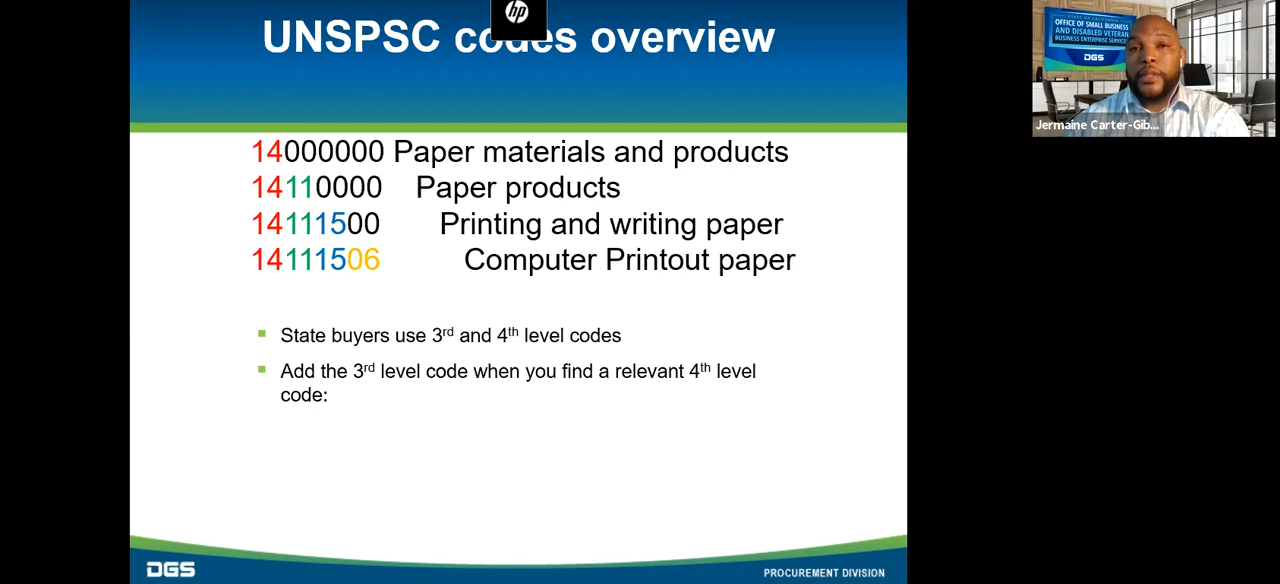 UNSPSC codes overview
hp
14000000 Paper materials and products
14110000 Paper products
14111500 Printing and writing paper
14111506 Computer Printout paper
State buyers use 3rd and 4th level codes
Add the 3rd level code when you find a relevant 4th level
code:
DGS
PROCUREMENT DIVISION
STATE OF CALIFORNIA
OFFICE OF SMALL BUSINESS
AND DISABLED VETERAN
BUSINESS ENTERPRISE SERVICES
DGS
Jermaine Carter-Gib...